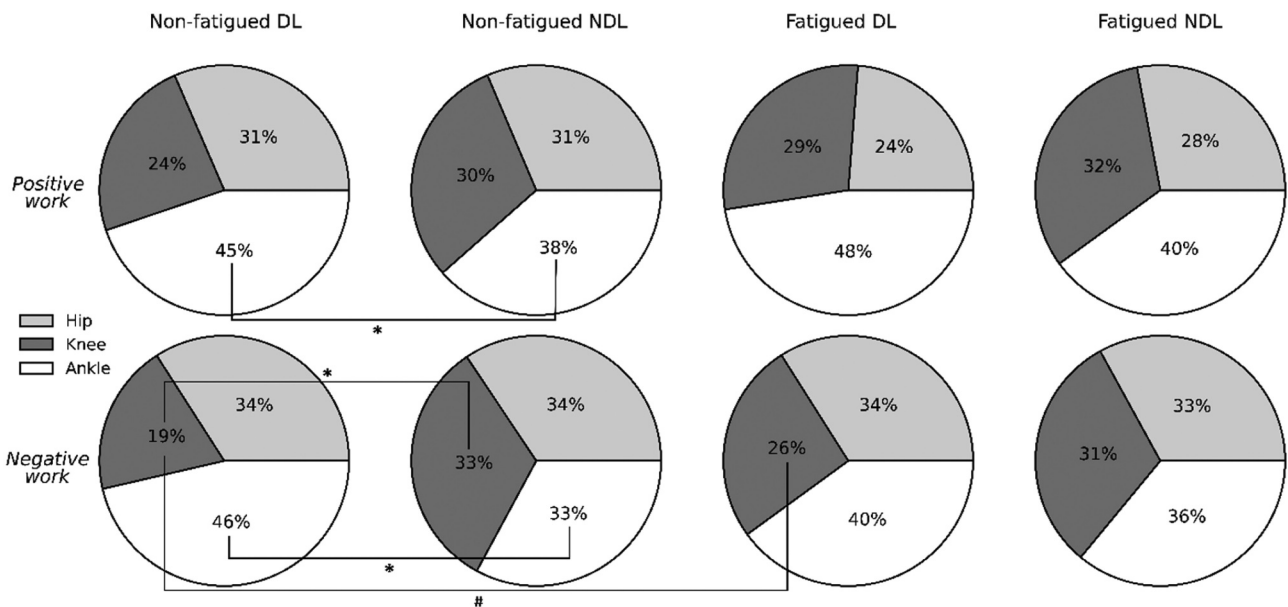 Non-fatigued DL
Non-fatigued NDL
Fatigued DL
Fatigued NDL
Positive
work
24%
31%
45%
30%
31%
38%
29%
24%
48%
32%
28%
40%
*
Hip
Knee
Ankle
Negative
work
*
19%
34%
46%
33%
34%
33%
26%
34%
40%
31%
33%
36%
*
#